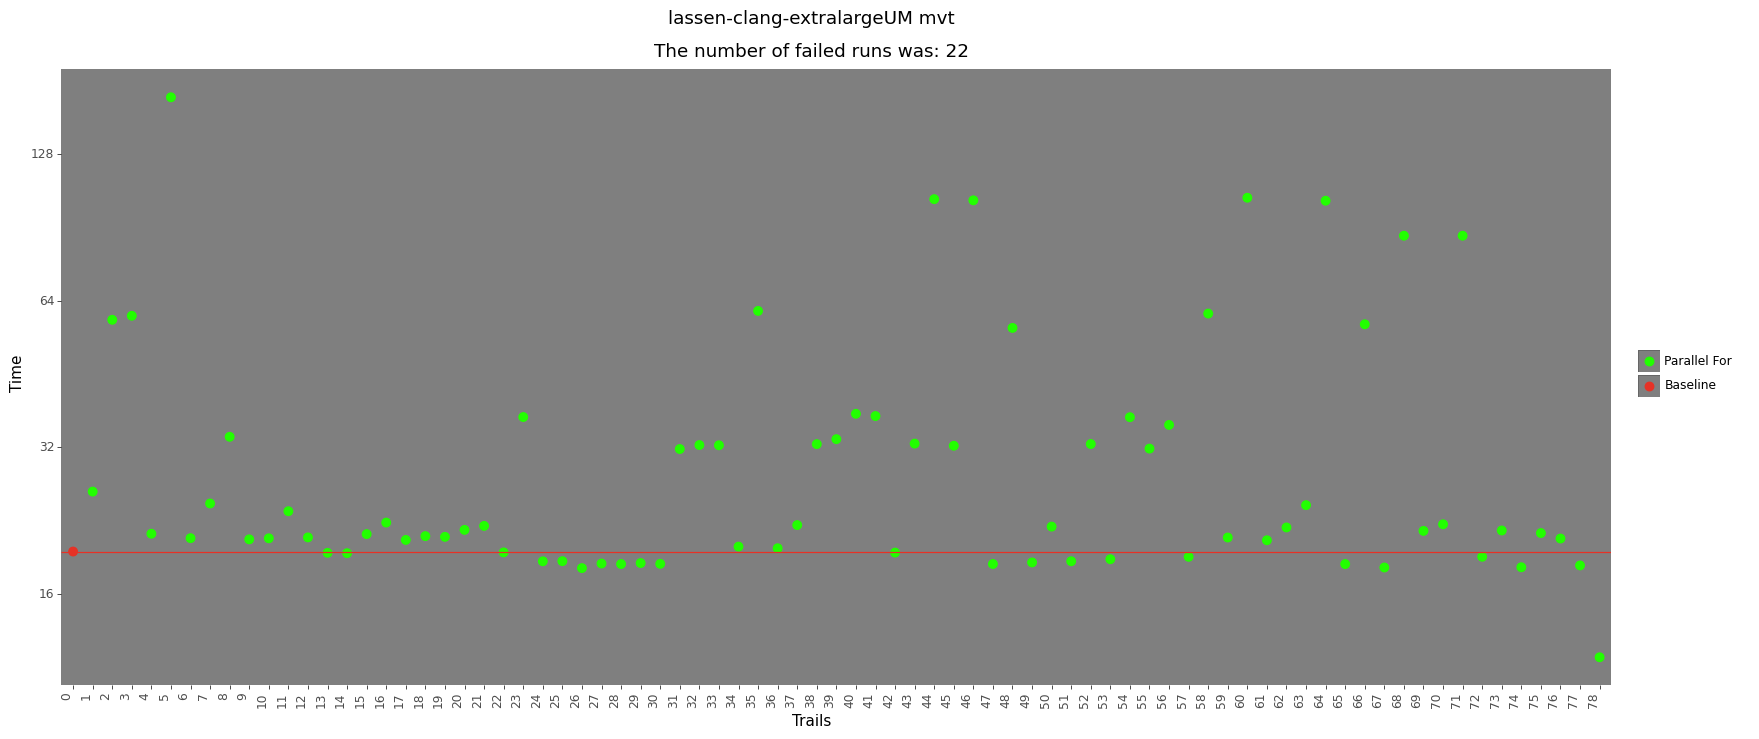 lassen-clang-extralargeUM mvt
The number of failed runs was: 22
Time
128
64
32
16
0 1 2 3 4 5 6 7 8 9 10 11 12 13 14 15 16 17 18 19 20 21 22 23 24 25 26 27 28 29 30 31 32 33 34 35 36 37 38 39 40 41 42 43 44 45 46 47 48 49 50 51 52 53 54 55 56 57 58 59 60 61 62 63 64 65 66 67 68 69 70 71 72 73 74 75 76 77 78
Trails
Parallel For
Baseline